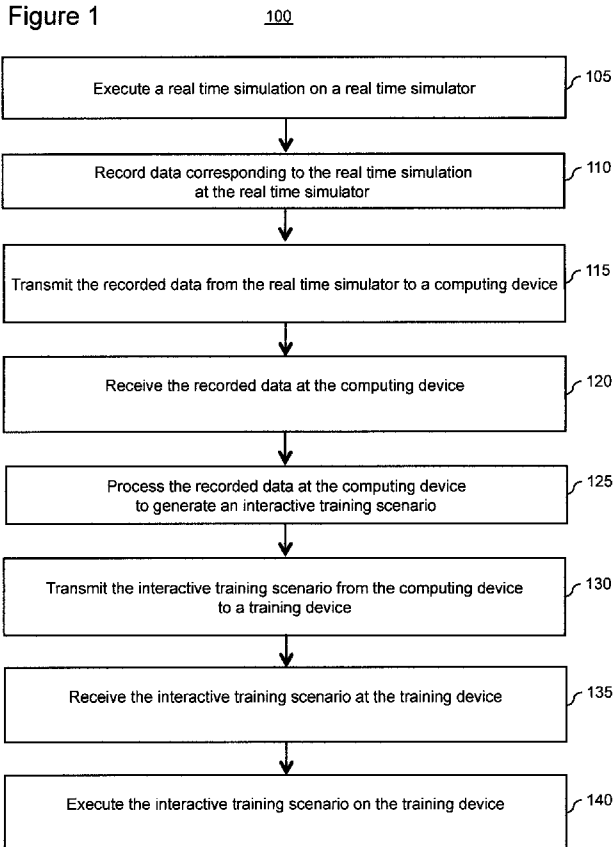 Figure 1
100
Execute a real time simulation on a real time simulator
105
Record data corresponding to the real time simulation
at the real time simulator
110
Transmit the recorded data from the real time simulator to a computing device
115
Receive the recorded data at the computing device
120
Process the recorded data at the computing device
to generate an interactive training scenario
125
Transmit the interactive training scenario from the computing device
to a training device
130
Receive the interactive training scenario at the training device
135
Execute the interactive training scenario on the training device
140